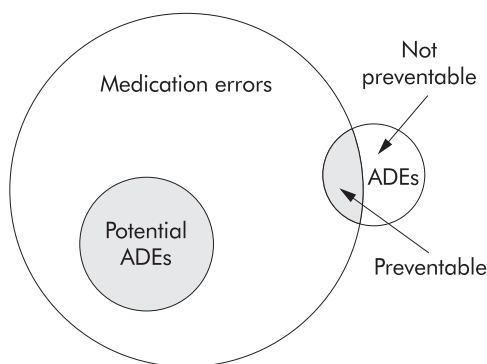 Not
preventable
Medication errors
ADEs
Potential
ADEs
Preventable